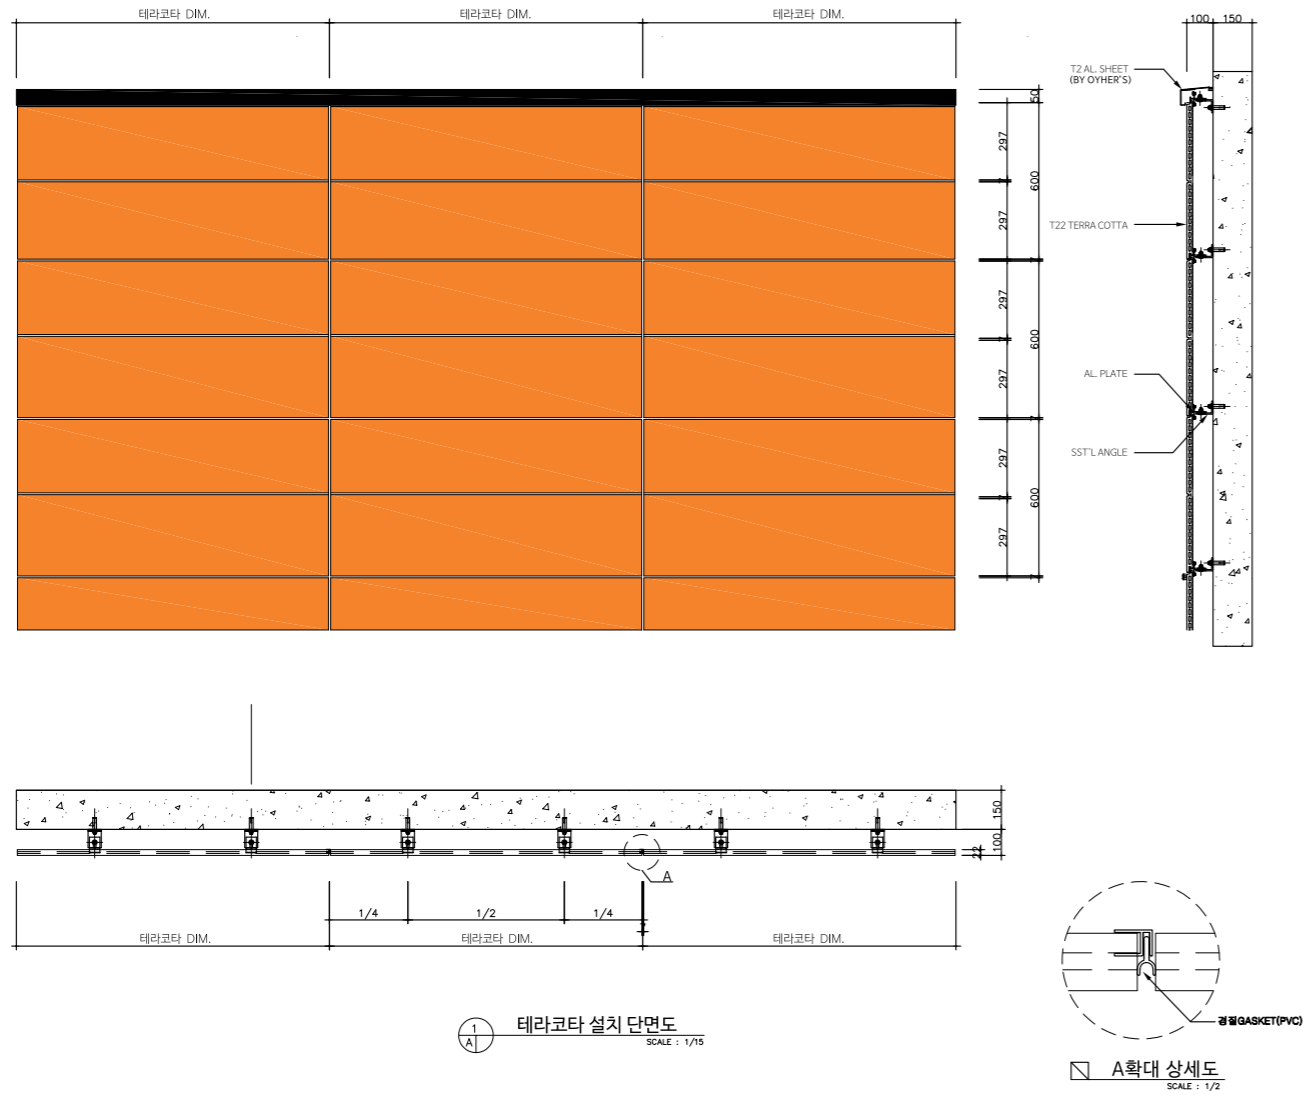 테라코타 DIM.
테라코타 DIM.
테라코타 DIM.
100
150
T2 AL. SHEET
(BY OYHER'S)
50
297
600
297
T22 TERRA COTTA
297
600
297
AL. PLATE
SST'L ANGLE
297
600
297
150
100
22
A
1/4
1/2
1/4
테라코타 DIM.
테라코타 DIM.
테라코타 DIM.
1
A
테라코타 설치 단면도
SCALE : 1/15
경질GASKET(PVC)
A확대 상세도
SCALE : 1/2